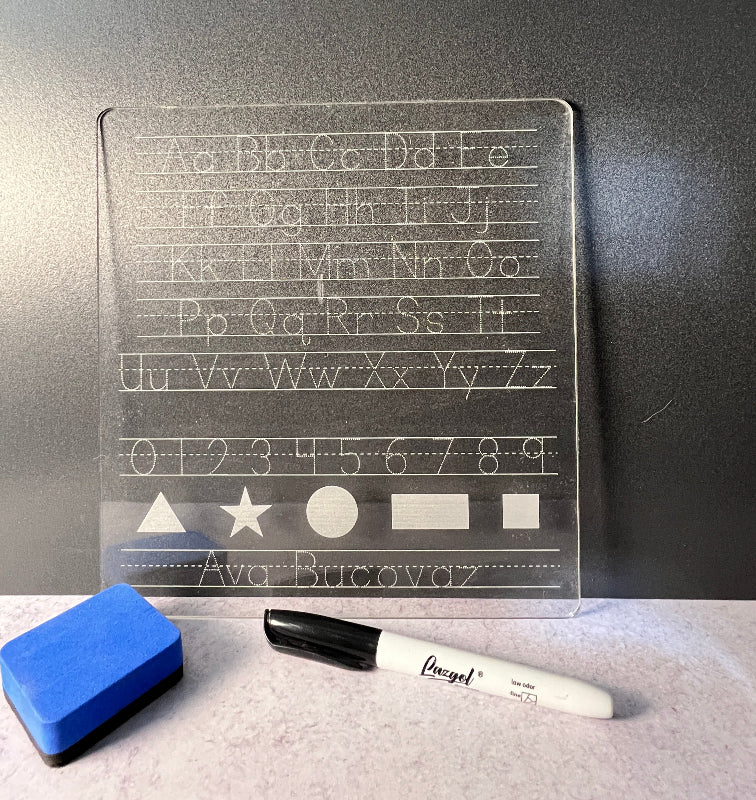 Aa Bb Cc Dd Ee
Ff Gg Hh Ii Jj
Kk Ll Mm Nn Oo
Pp Qq Rr Ss Tt
Uu Vv Ww Xx Yy Zz
0 1 2 3 4 5 6 7 8 9
Ava Bucovaz
Lazgol ®
low odor
fine